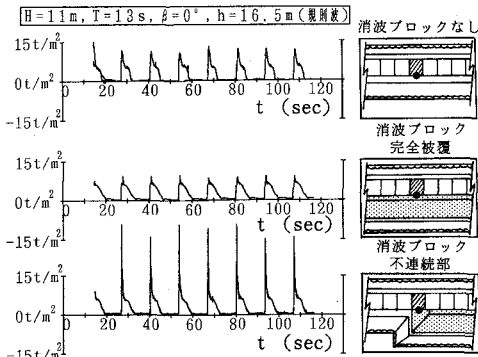 H=11m,T=13s,β=0°,h=16.5m(規則波)
15t/m²
0t/m²
-15t/m²
0 20 40 60 80 100 120
t (sec)
消波ブロックなし
15t/m²
0t/m²
-15t/m²
0 20 40 60 80 100 120
t (sec)
消波ブロック
完全被覆
15t/m²
0t/m²
-15t/m²
0 20 40 60 80 100 120
t (sec)
消波ブロック
不連続部